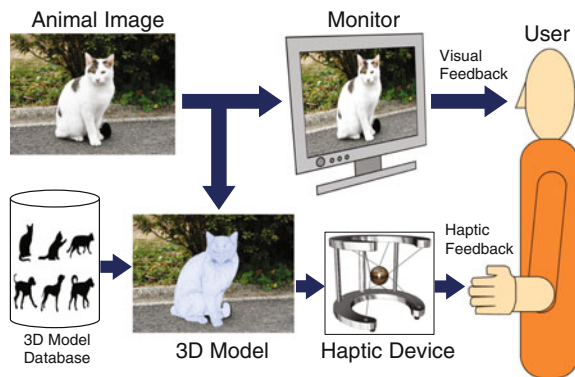 Animal Image
Monitor
User
Visual
Feedback
Haptic
Feedback
3D Model
Database
3D Model
Haptic Device